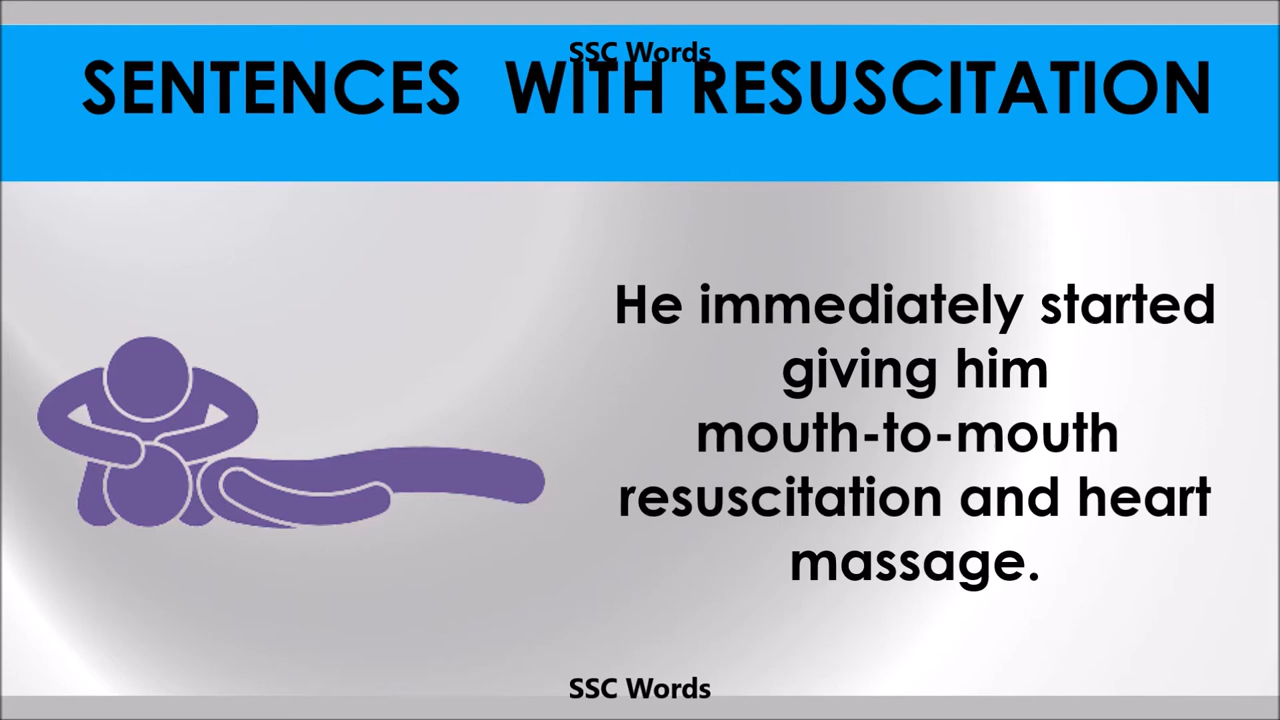 SSC Words
SENTENCES WITH RESUSCITATION
He immediately started
giving him
mouth-to-mouth
resuscitation and heart
massage.
SSC Words